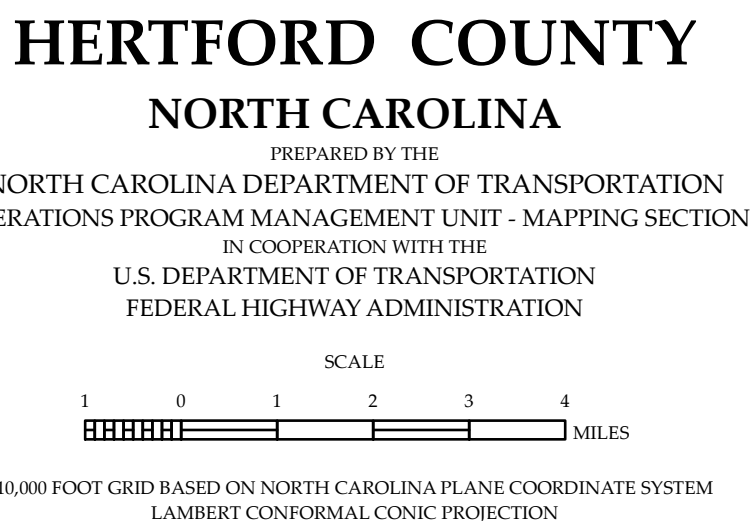 HERTFORD COUNTY
NORTH CAROLINA
PREPARED BY THE
NORTH CAROLINA DEPARTMENT OF TRANSPORTATION
ERATIONS PROGRAM MANAGEMENT UNIT - MAPPING SECTION
IN COOPERATION WITH THE
U.S. DEPARTMENT OF TRANSPORTATION
FEDERAL HIGHWAY ADMINISTRATION
SCALE
1 0 1 2 3 4
MILES
10,000 FOOT GRID BASED ON NORTH CAROLINA PLANE COORDINATE SYSTEM
LAMBERT CONFORMAL CONIC PROJECTION